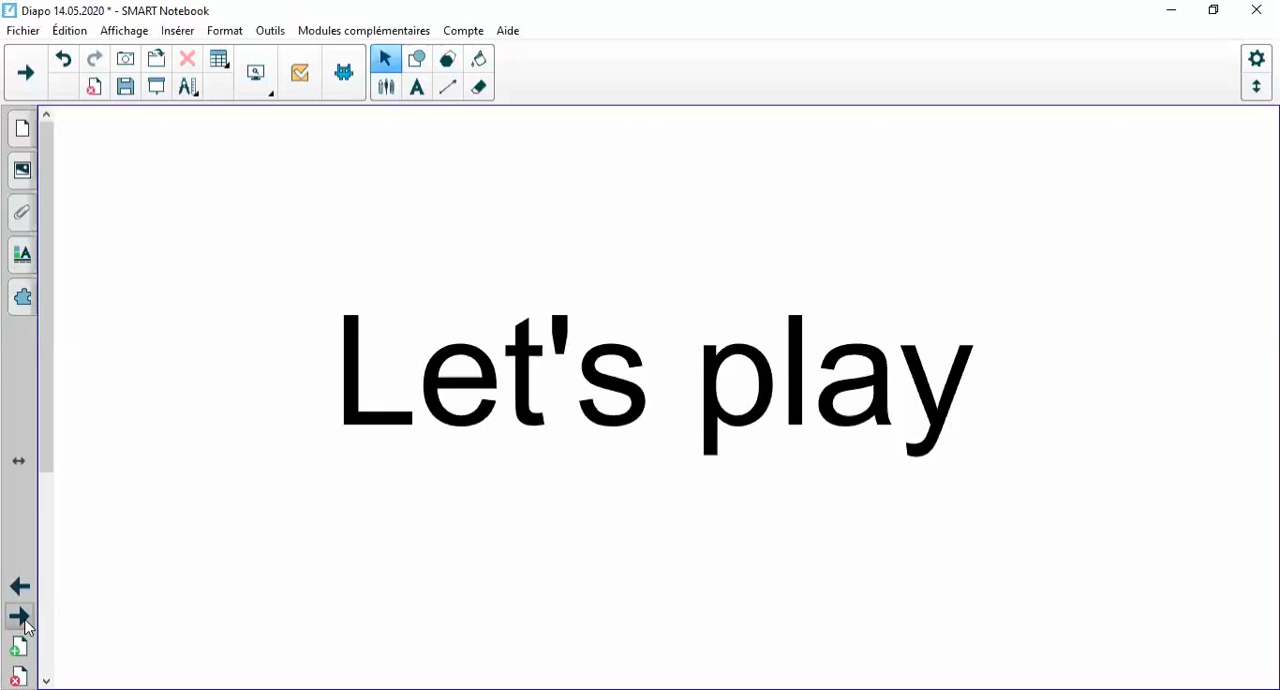 Diapo 14.05.2020 * - SMART Notebook
Fichier Édition Affichage Insérer Format Outils Modules complémentaires Compte Aide
Let's play